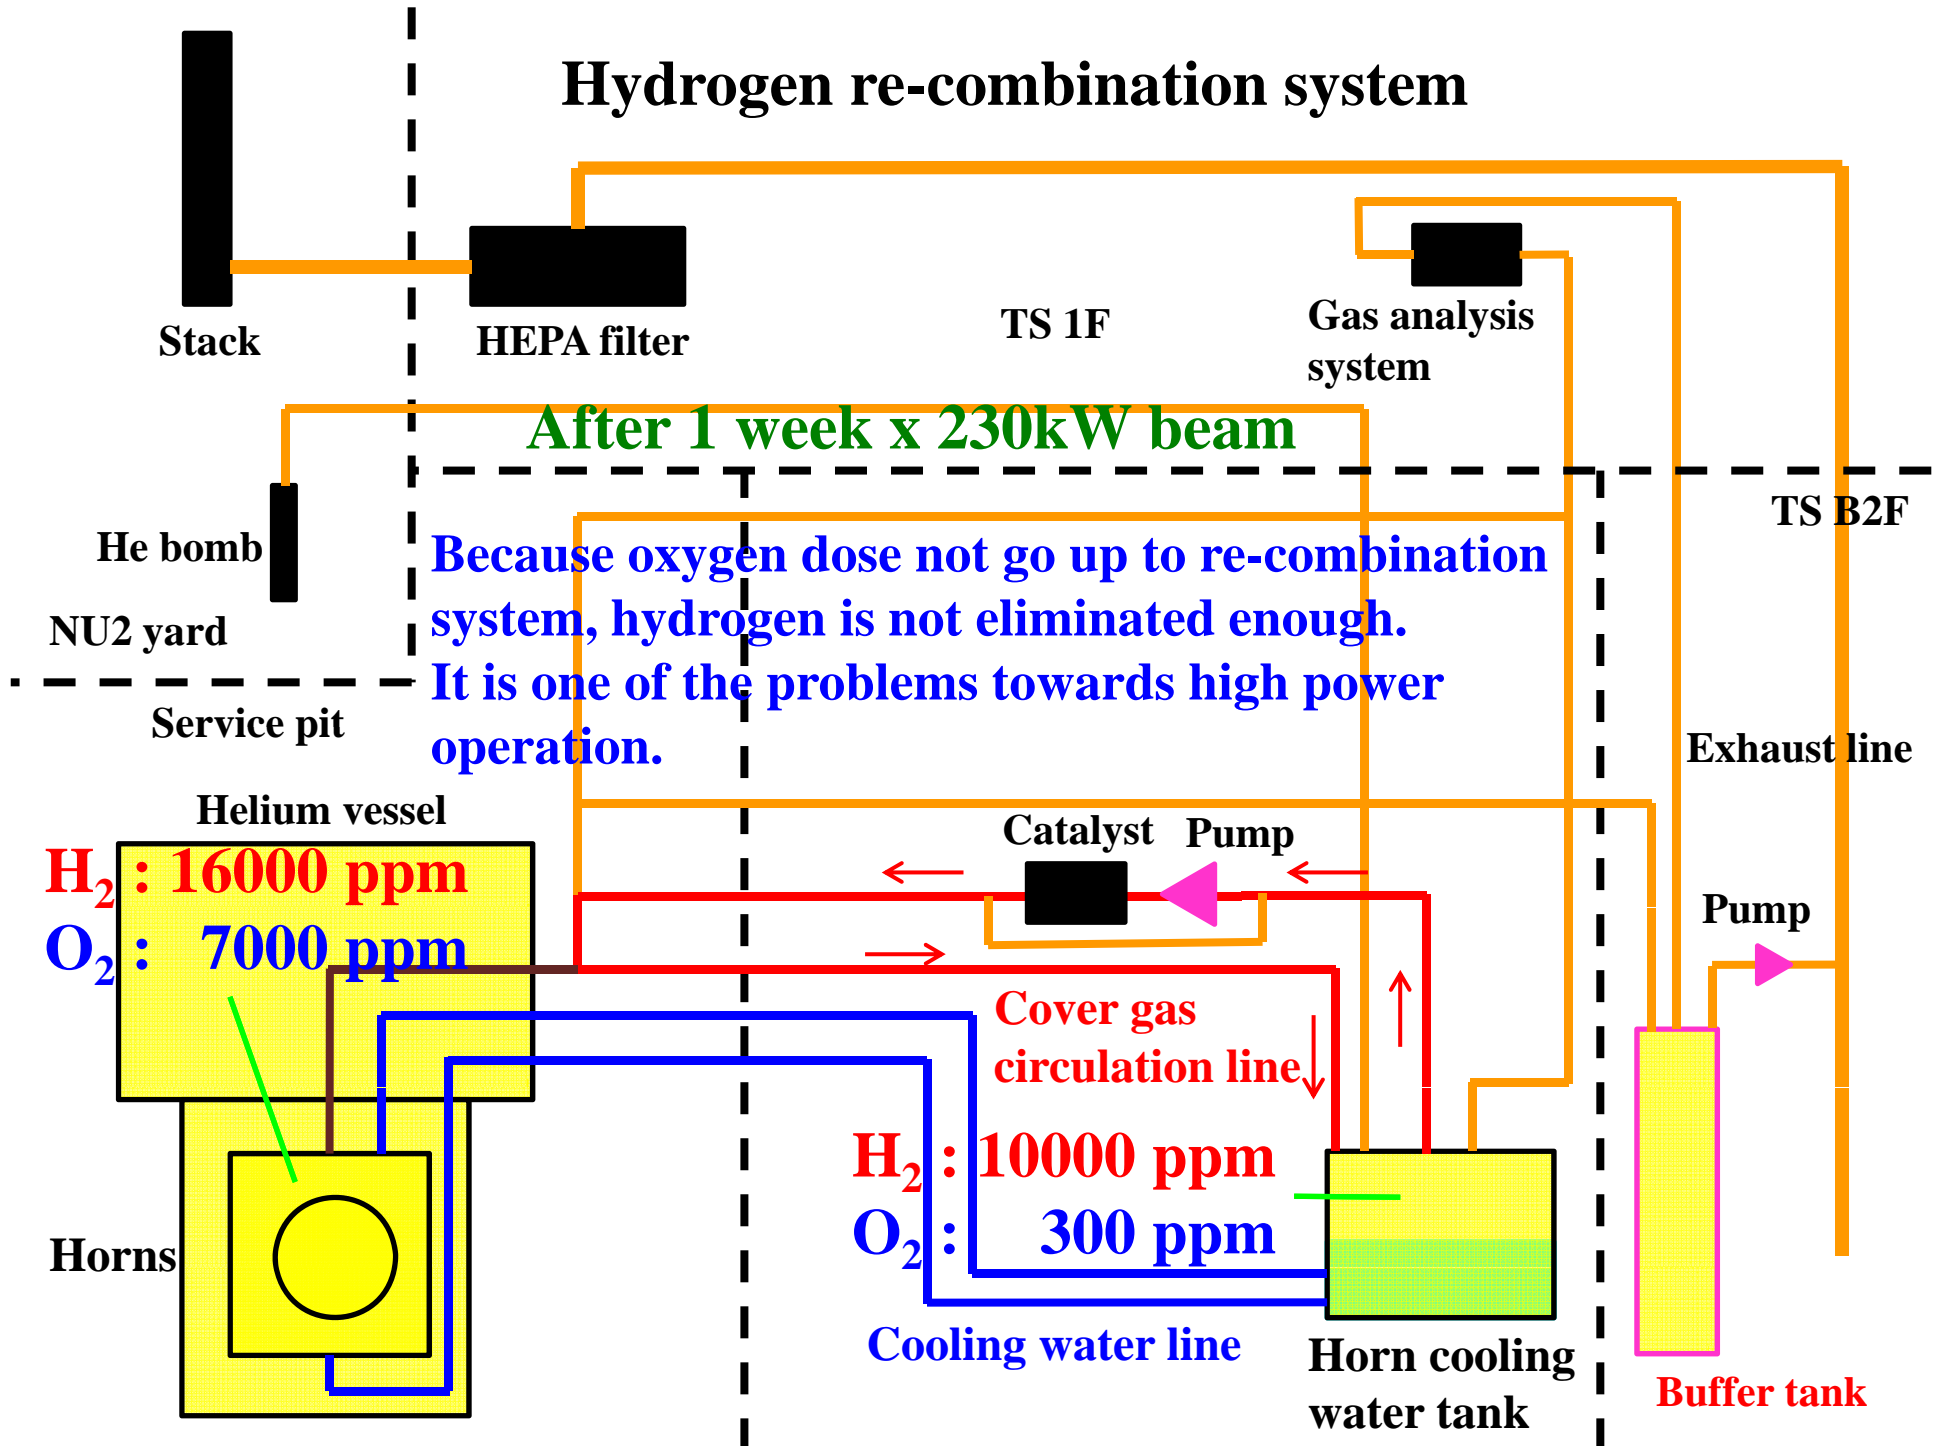 Hydrogen re-combination system
Stack
HEPA filter
TS 1F
Gas analysis
system
After 1 week x 230kW beam
TS B2F
He bomb
NU2 yard
Because oxygen dose not go up to re-combination
system, hydrogen is not eliminated enough.
It is one of the problems towards high power
operation.
Service pit
Exhaust line
Helium vessel
Catalyst
Pump
H₂ : 16000 ppm
O₂ : 7000 ppm
Pump
Cover gas
circulation line
H₂ : 10000 ppm
O₂ : 300 ppm
Horns
Cooling water line
Horn cooling
water tank
Buffer tank